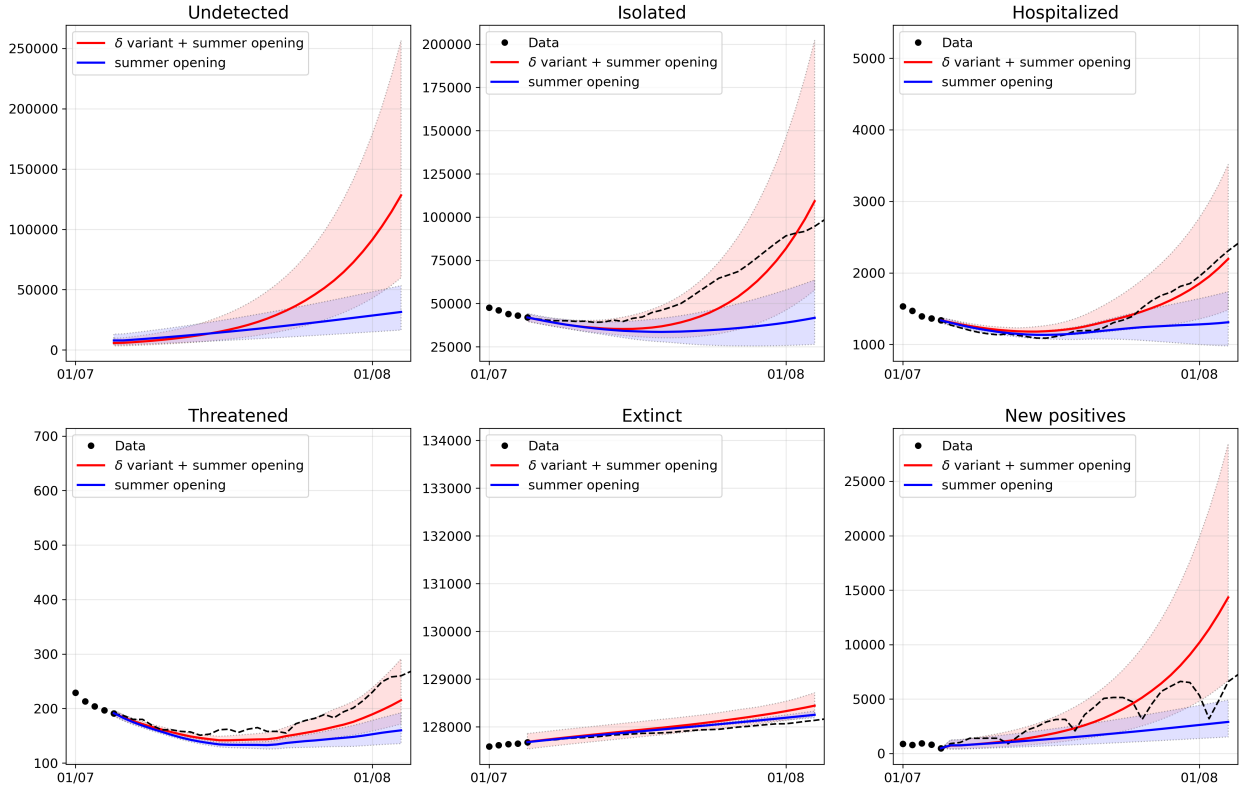 Undetected
250000
200000
150000
100000
50000
0
δ variant + summer opening
summer opening
01/07
01/08
Isolated
200000
175000
150000
125000
100000
75000
50000
25000
Data
δ variant + summer opening
summer opening
01/07
01/08
Hospitalized
5000
4000
3000
2000
1000
Data
δ variant + summer opening
summer opening
01/07
01/08
Threatened
700
600
500
400
300
200
100
Data
δ variant + summer opening
summer opening
01/07
01/08
Extinct
134000
133000
132000
131000
130000
129000
128000
Data
δ variant + summer opening
summer opening
01/07
01/08
New positives
25000
20000
15000
10000
5000
0
Data
δ variant + summer opening
summer opening
01/07
01/08